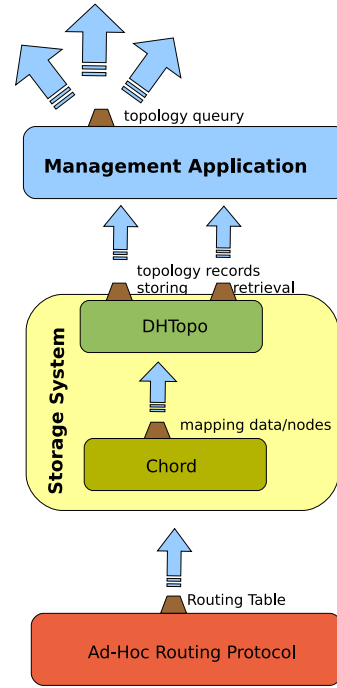 topology queury
Management Application
topology records
storing
retrieval
DHTopo
Storage System
mapping data/nodes
Chord
Routing Table
Ad-Hoc Routing Protocol